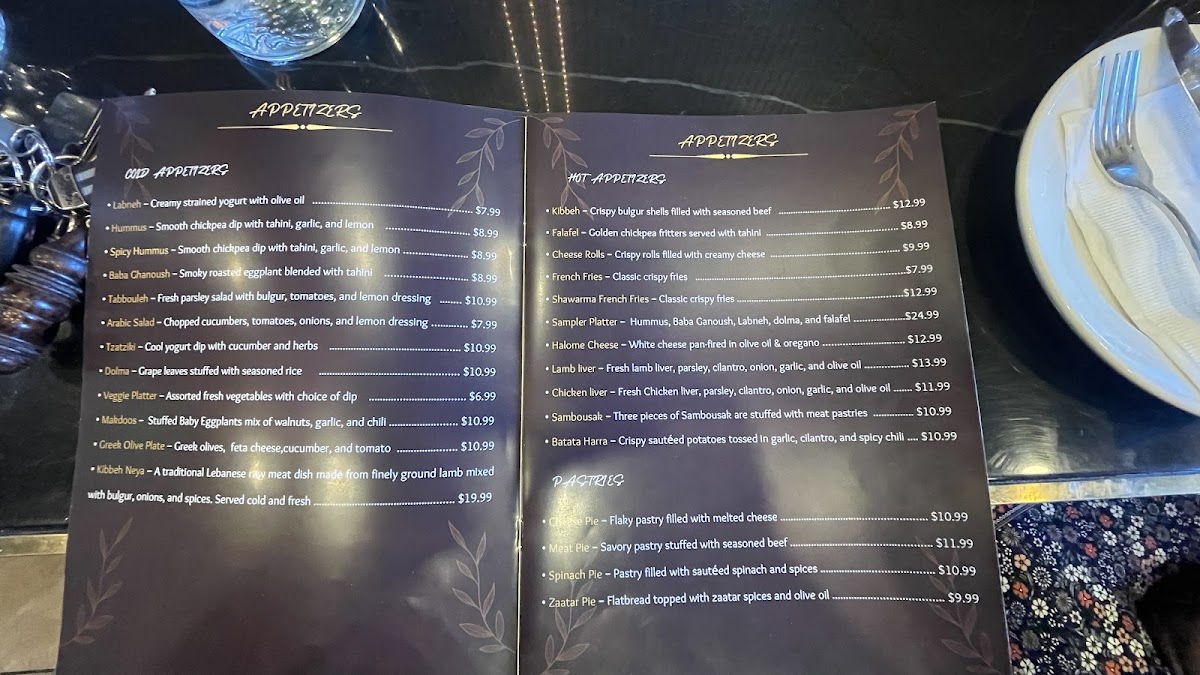 APPETIZERS
COLD APPETIZERS
• Labneh – Creamy strained yogurt with olive oil ........ $7.99
• Hummus – Smooth chickpea dip with tahini, garlic, and lemon ........ $8.99
• Spicy Hummus – Smooth chickpea dip with tahini, garlic, and lemon ........ $8.99
• Baba Ghanoush – Smoky roasted eggplant blended with tahini ........ $8.99
• Tabbouleh – Fresh parsley salad with bulgur, tomatoes, and lemon dressing ........ $10.99
• Arabic Salad – Chopped cucumbers, tomatoes, onions, and lemon dressing ........ $7.99
• Tzatziki – Cool yogurt dip with cucumber and herbs ........ $10.99
• Dolma – Grape leaves stuffed with seasoned rice ........ $10.99
• Veggie Platter – Assorted fresh vegetables with choice of dip ........ $6.99
• Makdoos – Stuffed Baby Eggplants mix of walnuts, garlic, and chili ........ $10.99
• Greek Olive Plate – Greek olives, feta cheese,cucumber, and tomato ........ $10.99
• Kibbeh Neya – A traditional Lebanese raw meat dish made from finely ground lamb mixed
with bulgur, onions, and spices. Served cold and fresh ........ $19.99
APPETIZERS
HOT APPETIZERS
• Kibbeh – Crispy bulgur shells filled with seasoned beef ........ $12.99
• Falafel – Golden chickpea fritters served with tahini ........ $8.99
• Cheese Rolls – Crispy rolls filled with creamy cheese ........ $9.99
• French Fries – Classic crispy fries ........ $7.99
• Shawarma French Fries – Classic crispy fries ........ $12.99
• Sampler Platter – Hummus, Baba Ganoush, Labneh, dolma, and falafel ........ $24.99
• Halome Cheese – White cheese pan-fired in olive oil & oregano ........ $12.99
• Lamb liver – Fresh lamb liver, parsley, cilantro, onion, garlic, and olive oil ........ $13.99
• Chicken liver – Fresh Chicken liver, parsley, cilantro, onion, garlic, and olive oil ........ $11.99
• Sambousak – Three pieces of Sambousak are stuffed with meat pastries ........ $10.99
• Batata Harra – Crispy sautéed potatoes tossed in garlic, cilantro, and spicy chili .... $10.99
PASTRIES
• Cheese Pie – Flaky pastry filled with melted cheese ........ $10.99
• Meat Pie – Savory pastry stuffed with seasoned beef ........ $11.99
• Spinach Pie – Pastry filled with sautéed spinach and spices ........ $10.99
• Zaatar Pie – Flatbread topped with zaatar spices and olive oil ........ $9.99